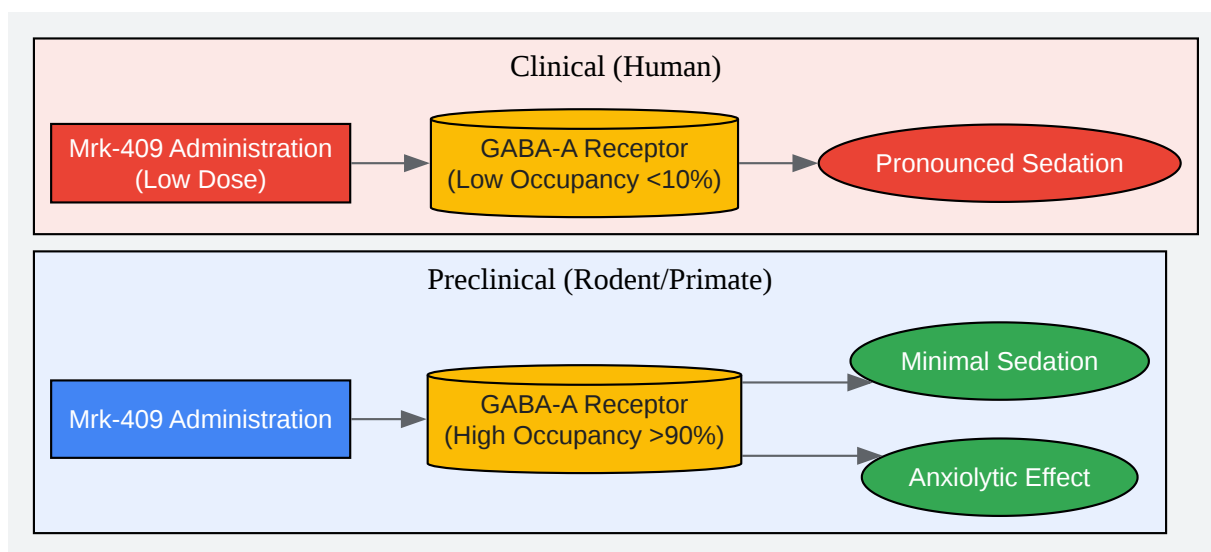 Clinical (Human)
Mrk-409 Administration
(Low Dose)
GABA-A Receptor
(Low Occupancy <10%)
Pronounced Sedation
Preclinical (Rodent/Primate)
Mrk-409 Administration
GABA-A Receptor
(High Occupancy >90%)
Minimal Sedation
Anxiolytic Effect